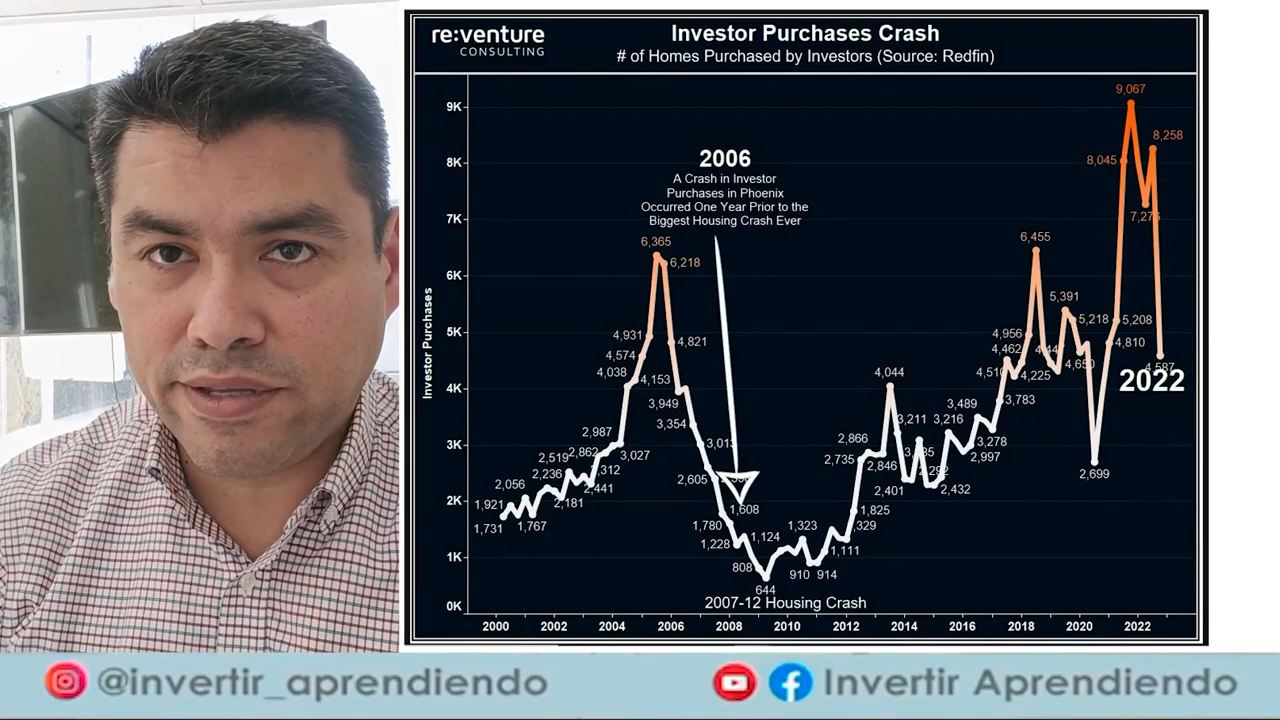 re:venture
CONSULTING
Investor Purchases Crash
# of Homes Purchased by Investors (Source: Redfin)
9K
8K
7K
6K
5K
4K
3K
2K
1K
0K
Investor Purchases
2006
A Crash in Investor
Purchases in Phoenix
Occurred One Year Prior to the
Biggest Housing Crash Ever
1,731
1,921
2,056
1,767
2,236
2,519
2,181
2,862
2,441
2,987
3,027
4,038
4,574
4,153
4,931
6,365
6,218
4,821
3,949
3,354
3,013
2,605
1,780
1,608
1,228
1,124
808
644
1,323
910
914
1,111
1,825
2,735
2,866
2,846
4,044
3,211
2,401
2,432
3,216
2,997
3,489
3,278
3,783
4,462
4,225
4,956
6,455
5,391
5,218
4,650
2,699
4,810
5,208
8,045
9,067
7,275
8,258
4,587
2022
2007-12 Housing Crash
2000 2002 2004 2006 2008 2010 2012 2014 2016 2018 2020 2022
@invertir_aprendiendo
Invertir Aprendiendo